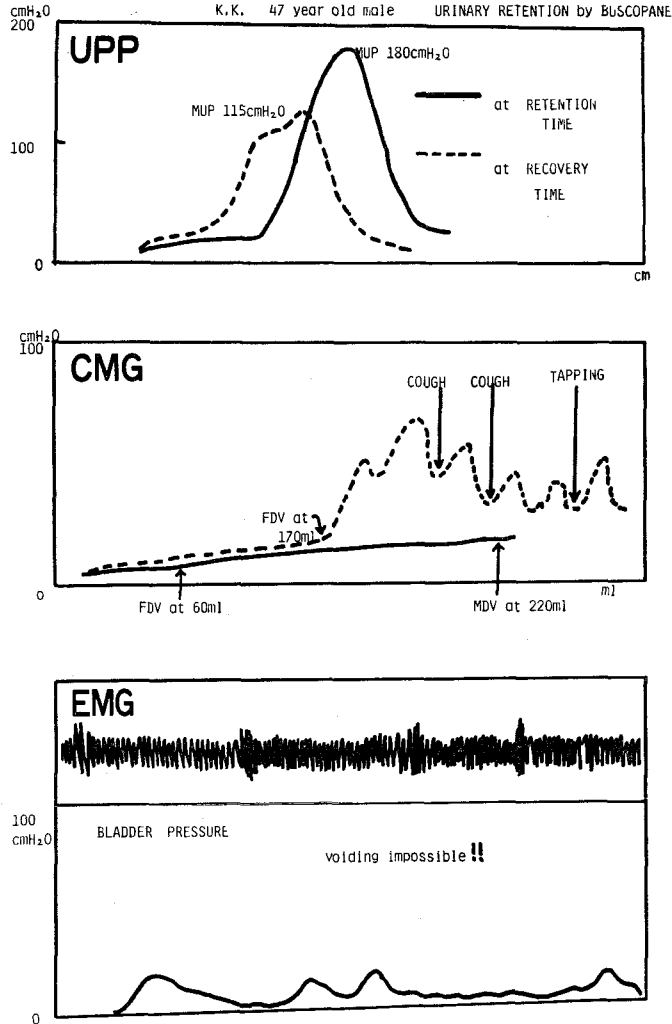 cmH₂O K.K. 47 year old male URINARY RETENTION by BuSCOPANE
200
UPP
MUP 180cmH₂O
MUP 115cmH₂O
at RETENTION
TIME
100
at RECOVERY
TIME
0
cm
cmH₂O
100
CMG
COUGH COUGH TAPPING
FDV at
170ml
0
ml
FDV at 60ml MDV at 220ml
EMG
100
cmH₂O
BLADDER PRESSURE
voiding impossible !!
0